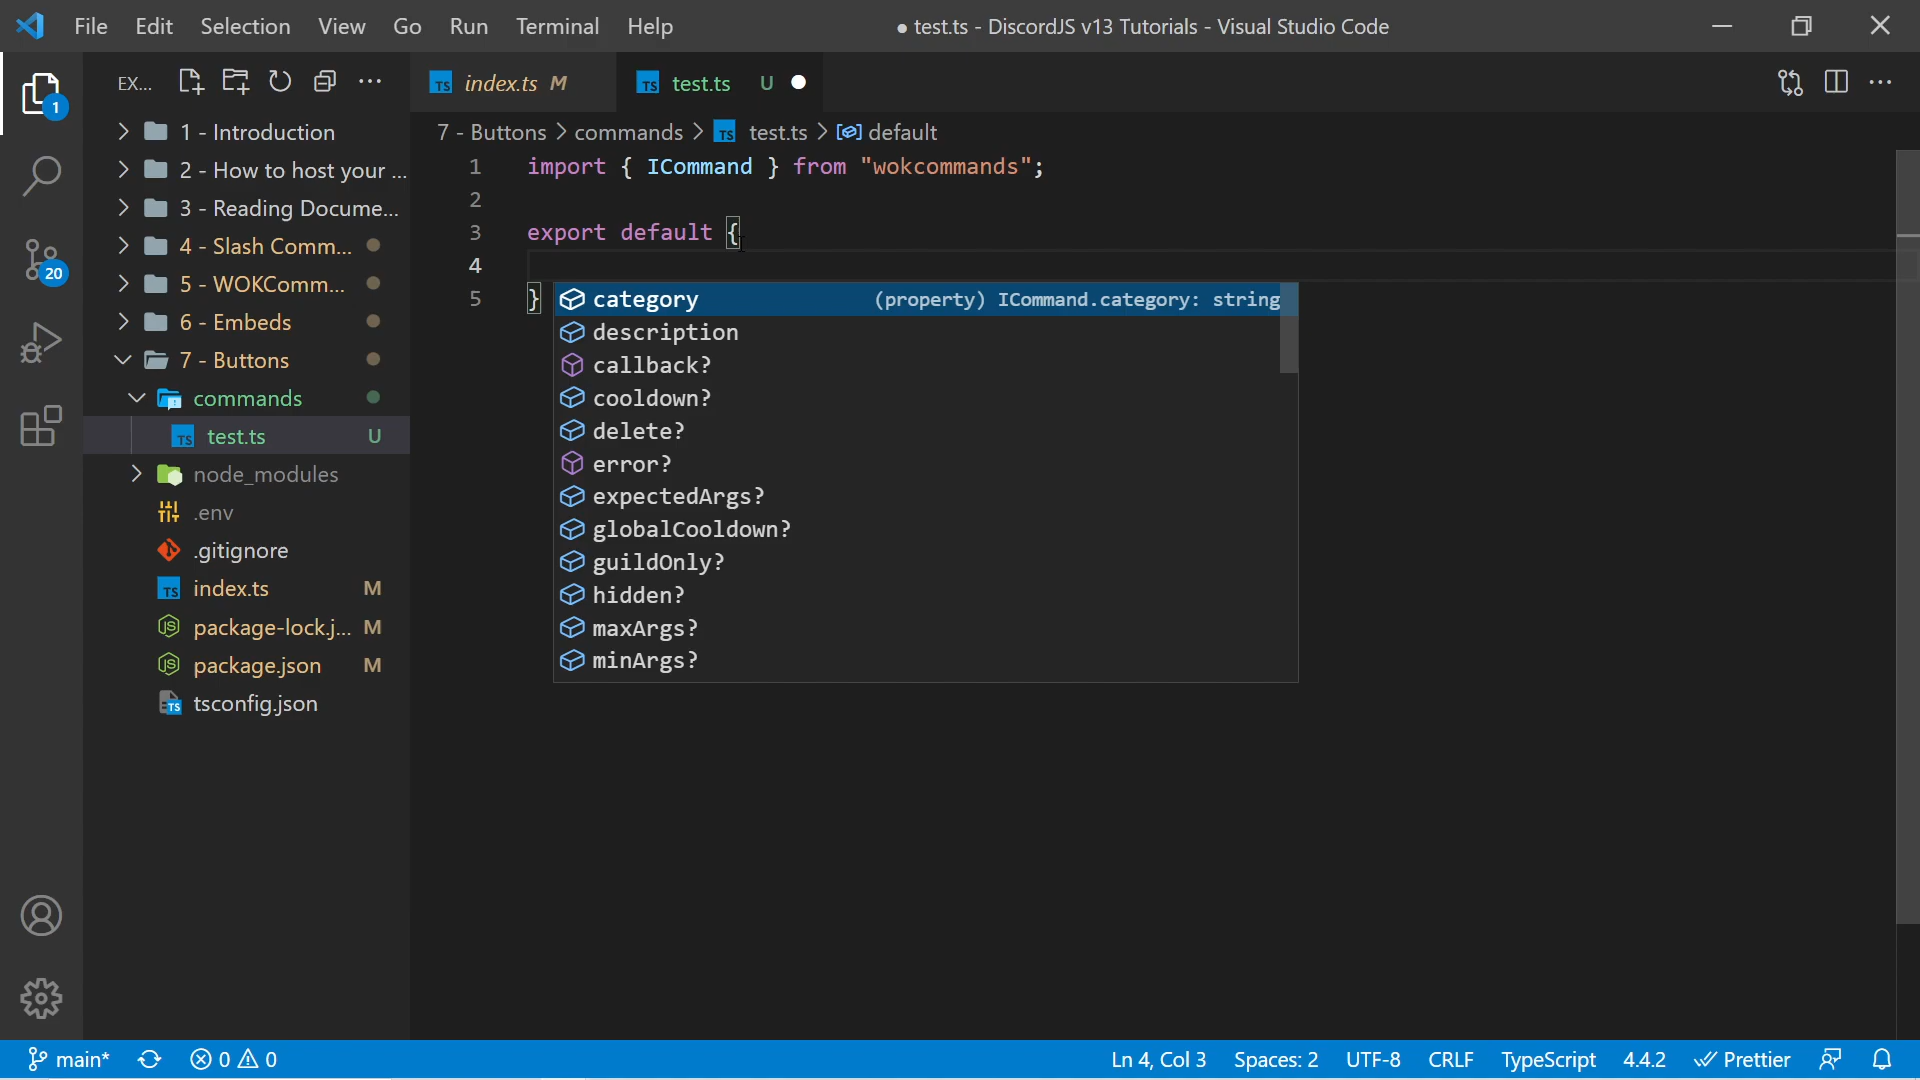 File Edit Selection View Go Run Terminal Help
● test.ts - DiscordJS v13 Tutorials - Visual Studio Code
EX...
index.ts M
test.ts U
7 - Buttons > commands > test.ts > default
1
20
1 - Introduction
2 - How to host your ...
3 - Reading Docume...
4 - Slash Comm...
5 - WOKComm...
6 - Embeds
7 - Buttons
commands
test.ts U
node_modules
.env
.gitignore
index.ts M
package-lock.j... M
package.json M
tsconfig.json
1 import { ICommand } from "wokcommands";
2
3 export default {
4
5 }
category (property) ICommand.category: string
description
callback?
cooldown?
delete?
error?
expectedArgs?
globalCooldown?
guildOnly?
hidden?
maxArgs?
minArgs?
main* 0 0 Ln 4, Col 3 Spaces: 2 UTF-8 CRLF TypeScript 4.4.2 Prettier